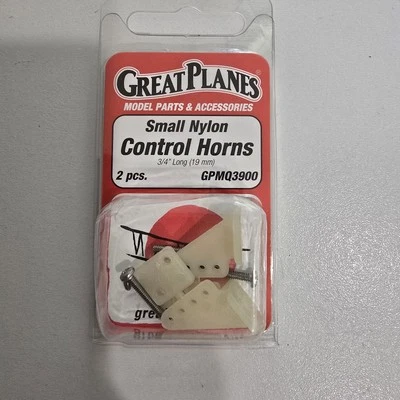 GREAT PLANES®
MODEL PARTS & ACCESSORIES
Small Nylon
Control Horns
3/4" Long (19 mm)
2 pcs. GPMQ3900